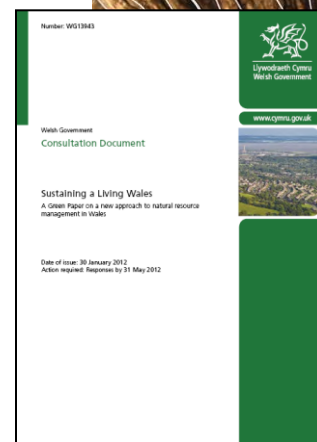 Number: WG13943
Llywodraeth Cymru
Welsh Government
www.cymru.gov.uk
Welsh Government
Consultation Document
Sustaining a Living Wales
A Green Paper on a new approach to natural resource
management in Wales
Date of issue: 30 January 2012
Action required: Responses by 31 May 2012